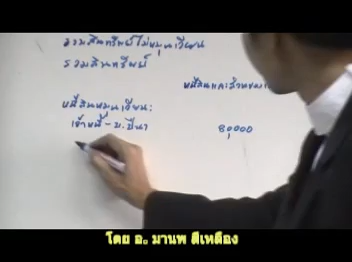 รวมสินทรัพย์ไม่หมุนเวียน
รวมสินทรัพย์
หนี้สินและส่วนของ
หนี้สินหมุนเวียน:
เจ้าหนี้ - บ.ปีนา 80,000
โดย อ. มานพ สีเหลือง